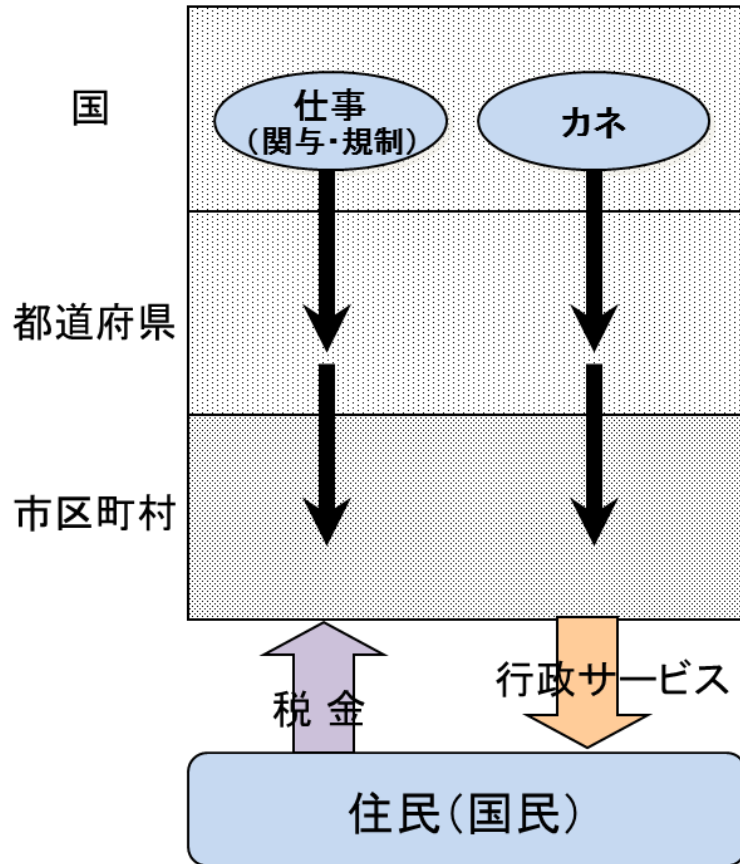 国
仕事
（関与・規制）
カネ
都道府県
市区町村
税 金
行政サービス
住民（国民）